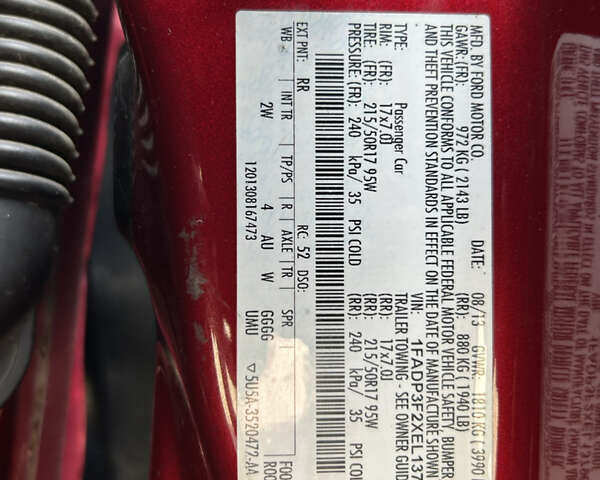 MFD. BY FORD MOTOR CO.
DATE: 08/13 GVWR: 1810 KG ( 3990
GAWR:(FR): 972 KG ( 2143 LB) (RR): 880 KG ( 1940 LB)
THIS VEHICLE CONFORMS TO ALL APPLICABLE FEDERAL MOTOR VEHICLE SAFETY, BUMPER
AND THEFT PREVENTION STANDARDS IN EFFECT ON THE DATE OF MANUFACTURE SHOWN
VIN: 1FADP3F2XEL137
TYPE: Passenger Car TRAILER TOWING - SEE OWNER GUID
RIM: (FR): 17x7.0J (RR): 17x7.0J
TIRE: (FR): 215/50R17 95W (RR): 215/50R17 95W
PRESSURE: (FR): 240 kPa/ 35 PSI COLD (RR): 240 kPa/ 35 PSI COLD
EXT PNT: RR RC: 52 DSO: FOO
WB INT TR TP/PS R AXLE TR SPR ROO
2W 4 AU W GGGG
UMU
1201308167473 ▽5U5A-3520472-AA